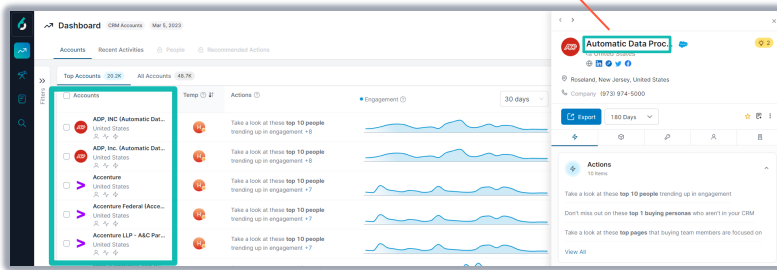 Dashboard CRM Accounts Mar 5, 2023
Accounts Recent Activities People Recommended Actions
Top Accounts 20.2K All Accounts 46.7K
Filters
Accounts Temp Actions Engagement 30 days
ADP, INC (Automatic Dat...
United States
Take a look at these top 10 people
trending up in engagement +8
ADP, Inc. (Automatic Dat...
United States
Take a look at these top 10 people
trending up in engagement +8
Accenture
United States
Take a look at these top 10 people
trending up in engagement +7
Accenture Federal (Acce...
United States
Take a look at these top 10 people
trending up in engagement +7
Accenture LLP - A&C Par...
United States
Take a look at these top 10 people
trending up in engagement +7
Automatic Data Proc...
United States
2
Roseland, New Jersey, United States
Company (973) 974-5000
Export 180 Days
Actions
10 Items
Take a look at these top 10 people trending up in engagement
Don't miss out on these top 1 buying personas who aren't in your CRM
Take a look at these top pages that buying team members are focused on
View All